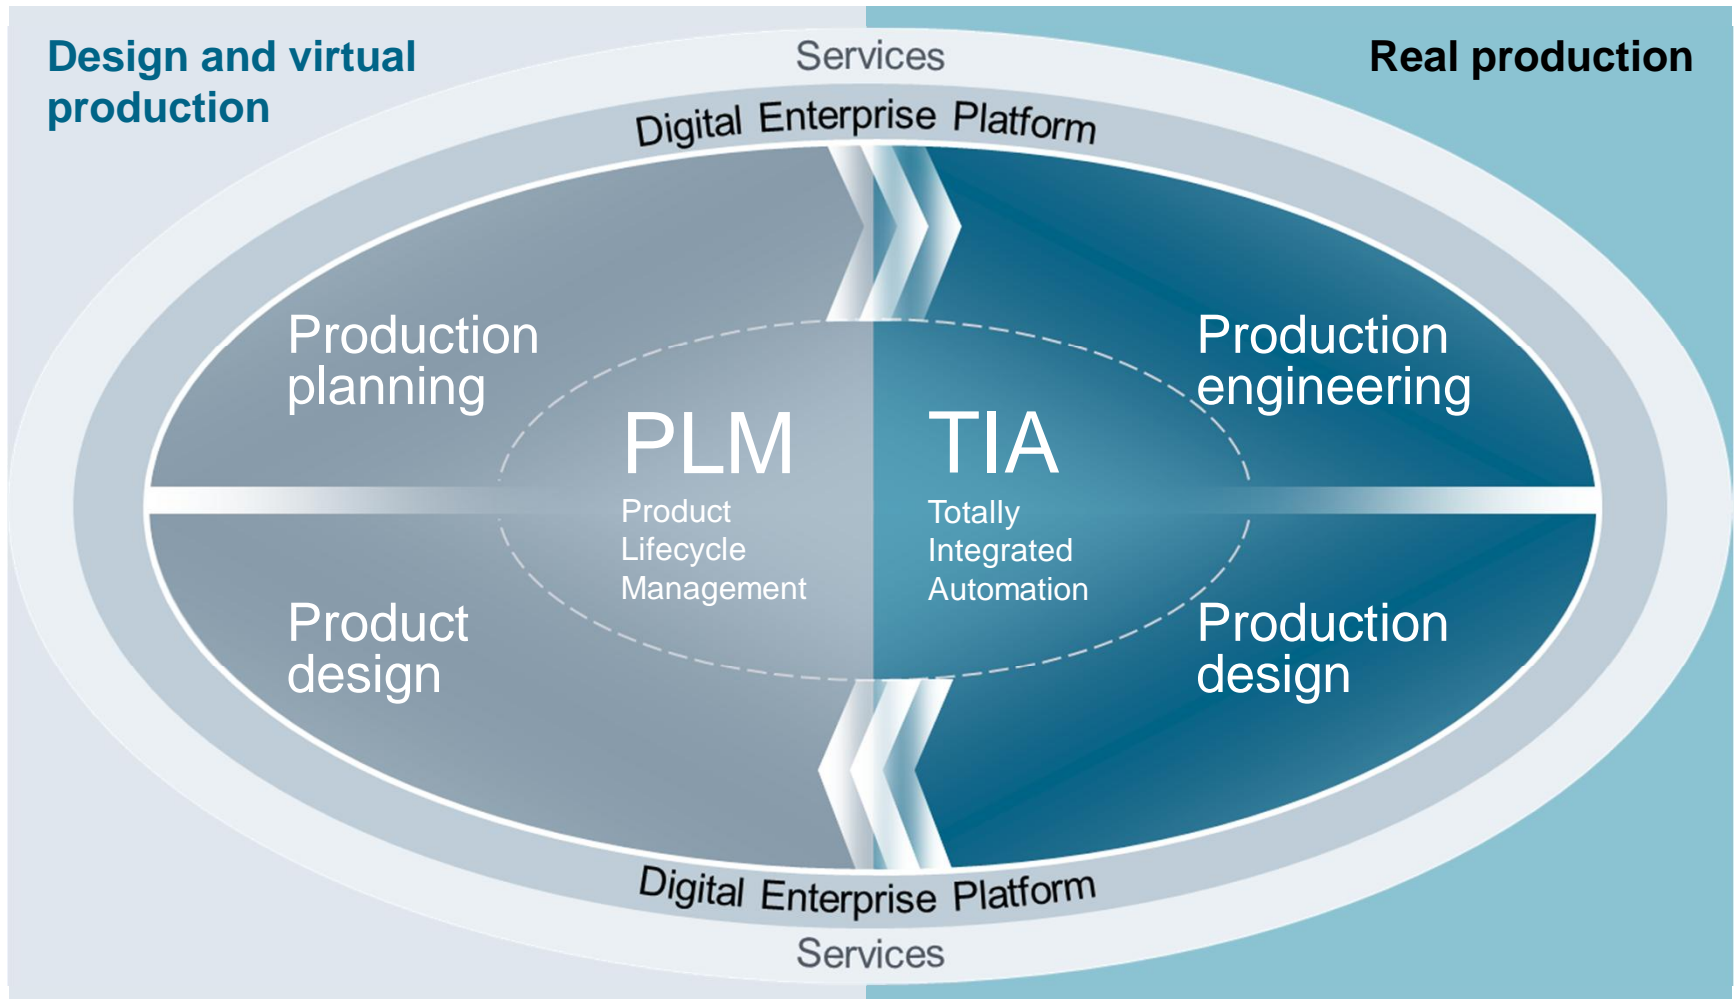 Design and virtual
production
Real production
Services
Digital Enterprise Platform
Production
planning
Production
engineering
PLM
Product
Lifecycle
Management
TIA
Totally
Integrated
Automation
Product
design
Production
design
Digital Enterprise Platform
Services